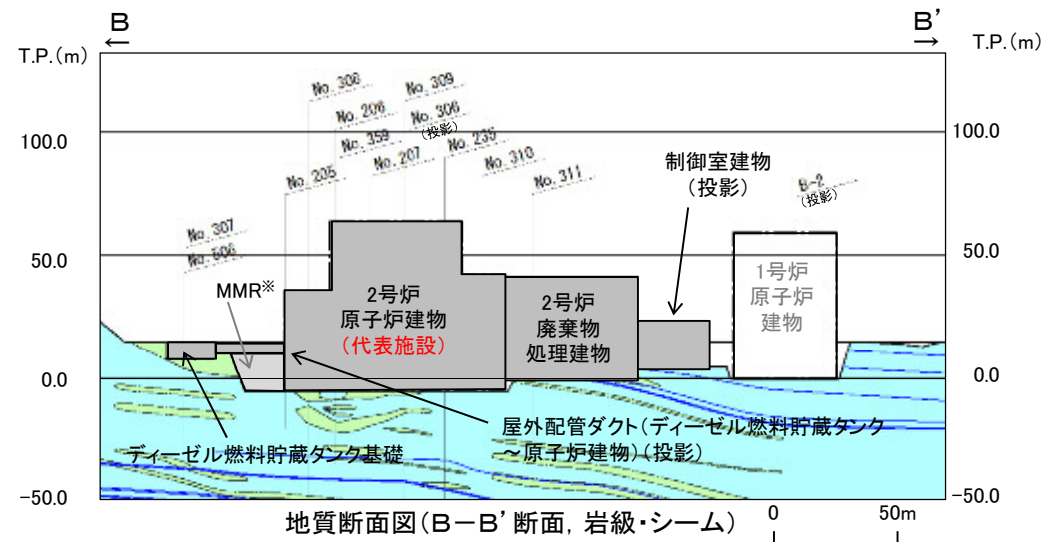 B
B’
T.P.(m)
T.P.(m)
No. 308
No. 309
No. 206
No. 306
(投影)
No. 359
No. 235
100.0
100.0
No. 207
No. 310
制御室建物
(投影)
No. 205
No. 311
B-2
(投影)
No. 307
No. 506
50.0
50.0
MMR※
2号炉
原子炉建物
(代表施設)
2号炉
廃棄物
処理建物
1号炉
原子炉
建物
0.0
0.0
屋外配管ダクト(ディーゼル燃料貯蔵タンク
~原子炉建物)(投影)
ディーゼル燃料貯蔵タンク基礎
-50.0
-50.0
地質断面図(B-B’断面, 岩級・シーム)
0
50m